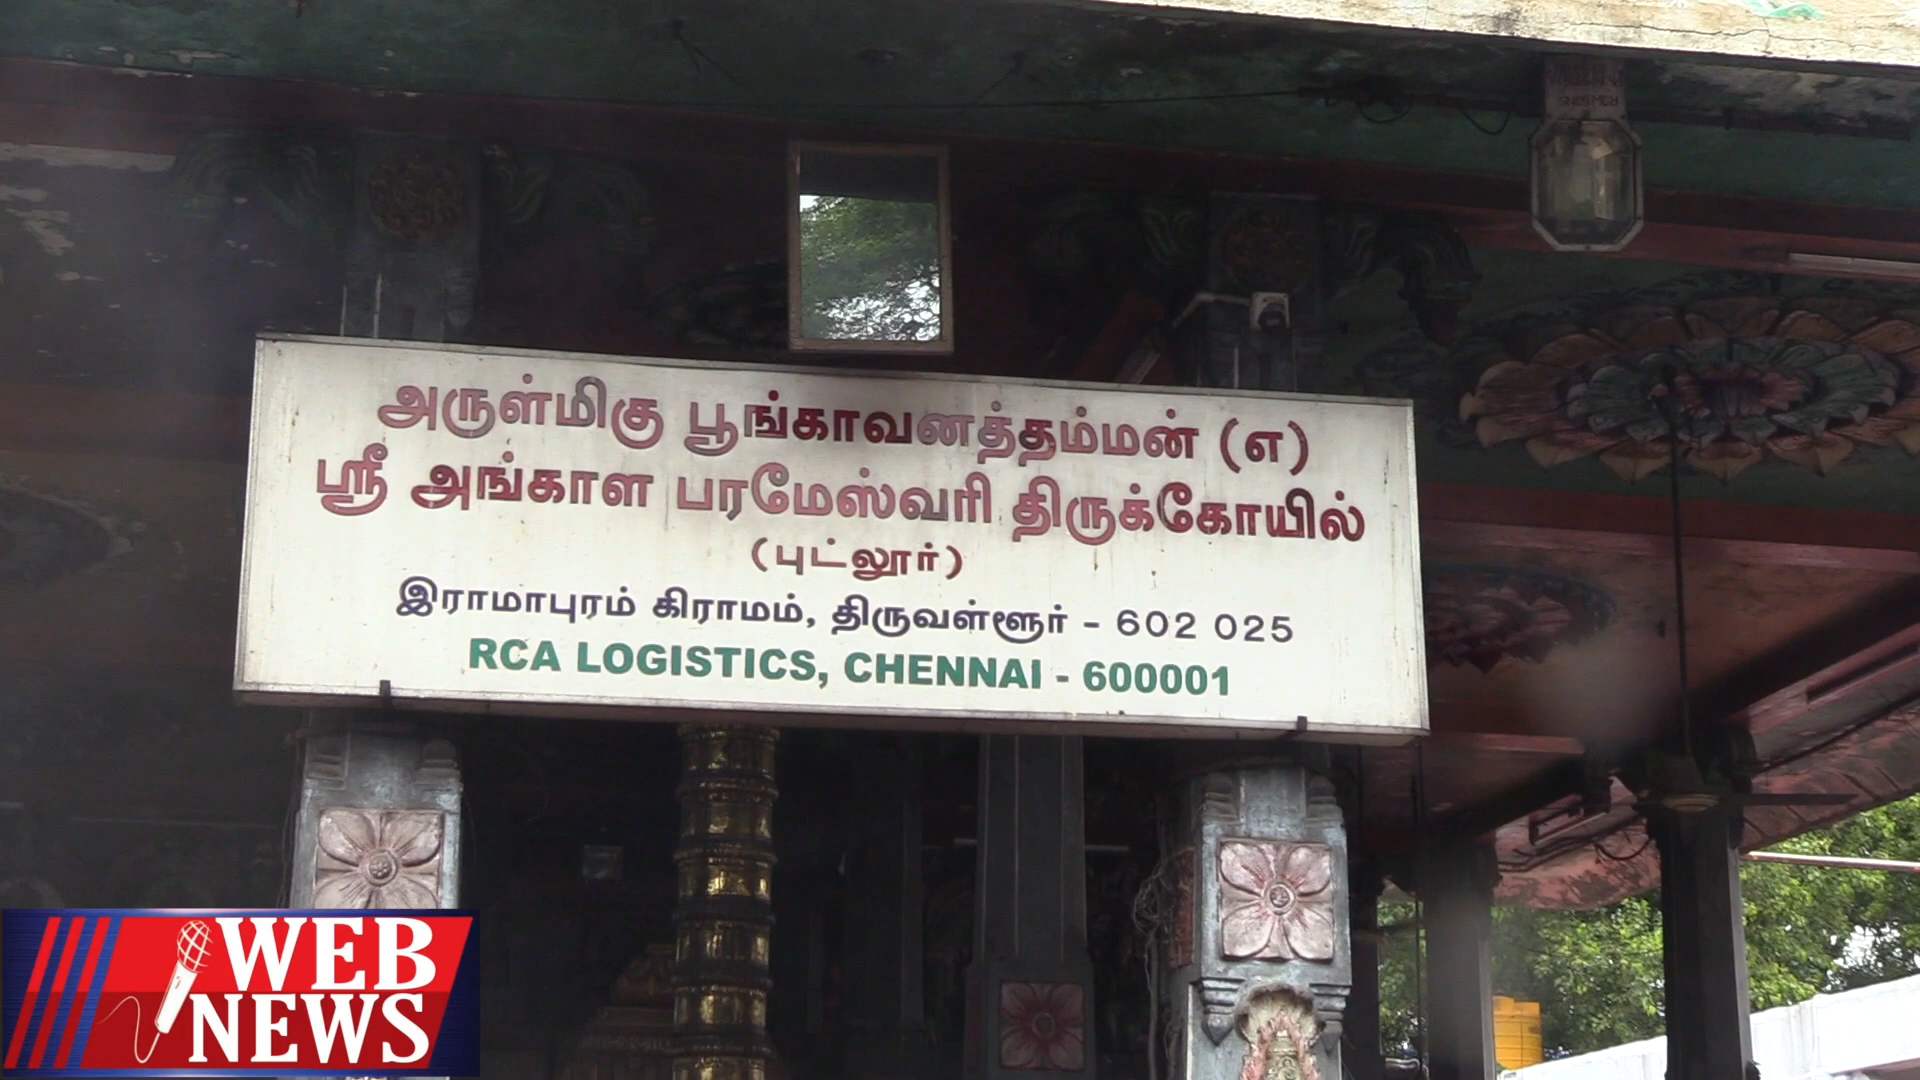 அருள்மிகு பூங்காவனத்தம்மன் (எ)
ஸ்ரீ அங்காள பரமேஸ்வரி திருக்கோயில்
(புட்லூர்)
இராமாபுரம் கிராமம், திருவள்ளூர் - 602 025
RCA LOGISTICS, CHENNAI - 600001
WEB
NEWS